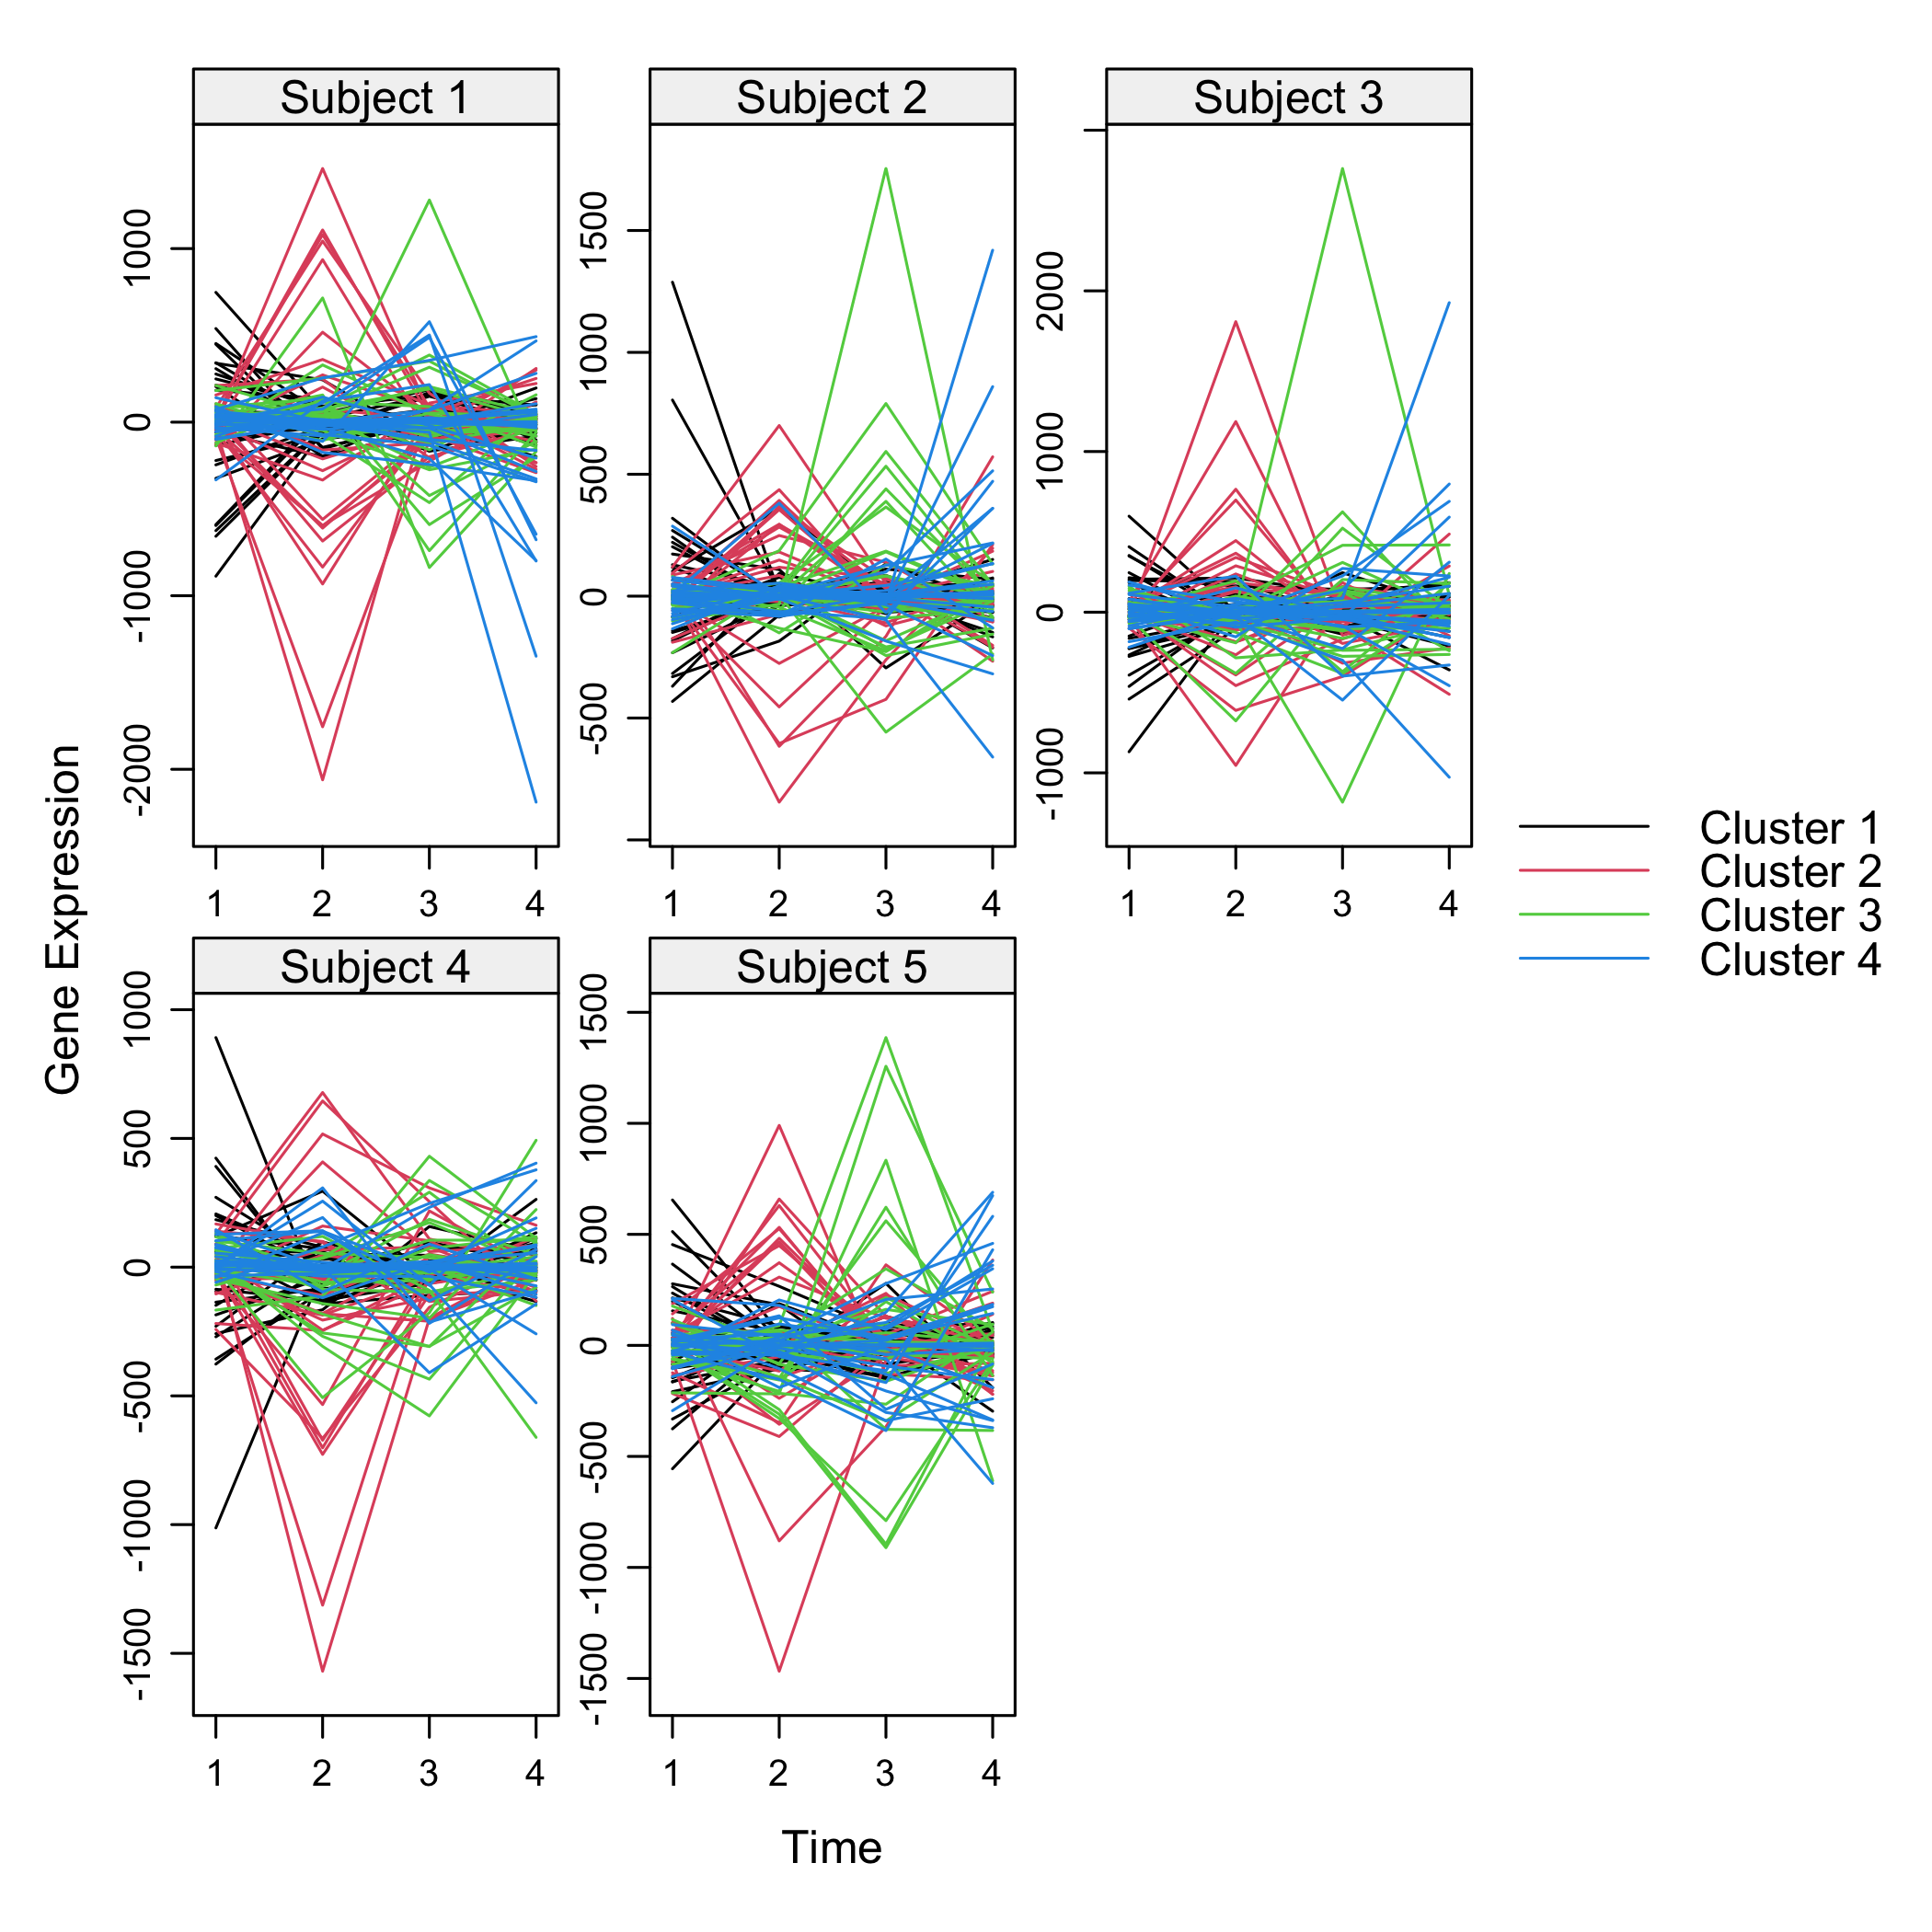 Subject 1
Subject 2
Subject 3
1000
0
-1000
-2000
1500
1000
500
0
-500
2000
1000
0
-1000
1 2 3 4
1 2 3 4
1 2 3 4
Cluster 1
Cluster 2
Cluster 3
Cluster 4
Gene Expression
Subject 4
Subject 5
1000
500
0
-500
-1000
-1500
1500
1000
500
0
-500
-1000
-1500
1 2 3 4
1 2 3 4
Time